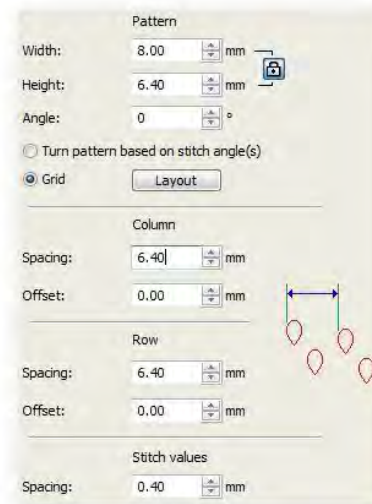 Pattern
Width: 8.00 mm
Height: 6.40 mm
Angle: 0 °
Turn pattern based on stitch angle(s)
Grid Layout
Column
Spacing: 6.40 mm
Offset: 0.00 mm
Row
Spacing: 6.40 mm
Offset: 0.00 mm
Stitch values
Spacing: 0.40 mm